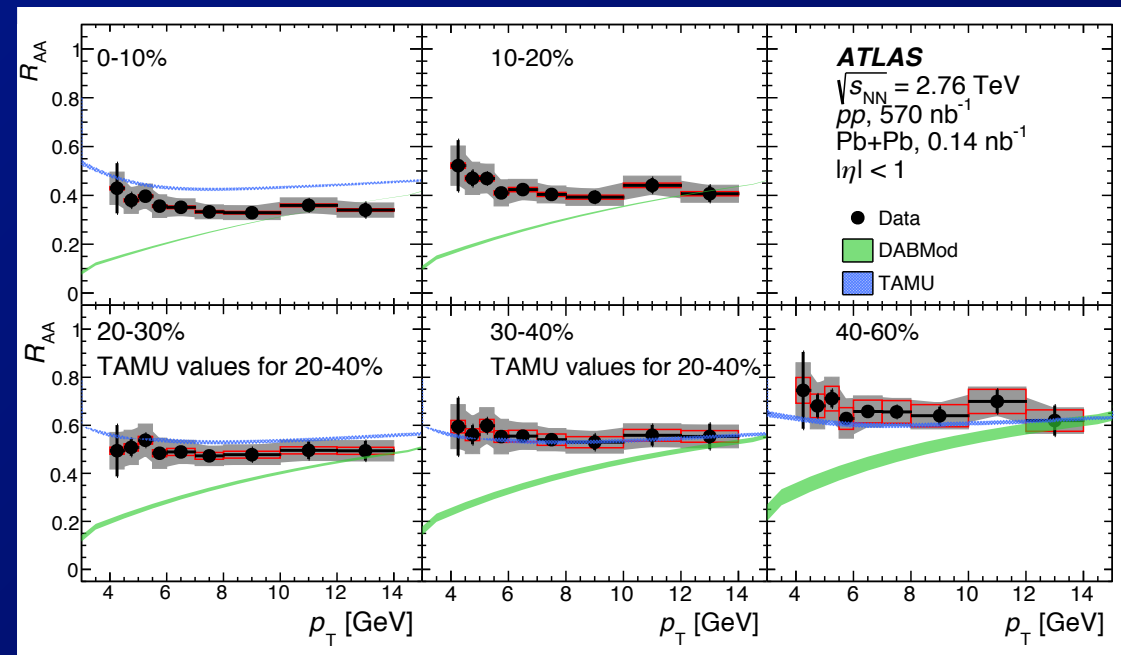 R_AA
1
0.8
0.6
0.4
0.2
0
0-10%
10-20%
ATLAS
√s_NN = 2.76 TeV
pp, 570 nb⁻¹
Pb+Pb, 0.14 nb⁻¹
|η| < 1
Data
DABMod
TAMU
R_AA
1
0.8
0.6
0.4
0.2
0
20-30%
TAMU values for 20-40%
30-40%
TAMU values for 20-40%
40-60%
4 6 8 10 12 14
4 6 8 10 12 14
4 6 8 10 12 14
p_T [GeV]
p_T [GeV]
p_T [GeV]